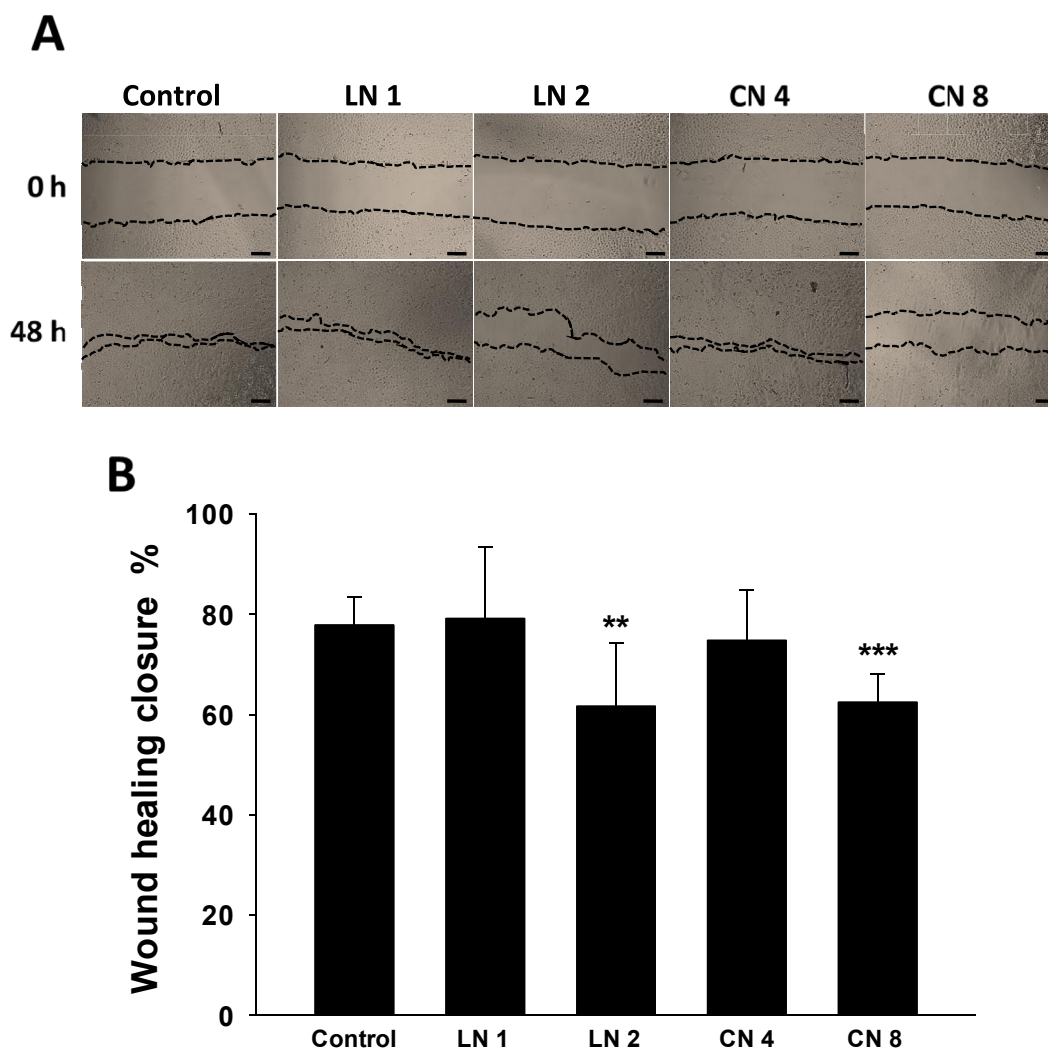 A
Control LN 1 LN 2 CN 4 CN 8
0 h
48 h
B
Wound healing closure %
100
80
60
40
20
0
**
***
Control LN 1 LN 2 CN 4 CN 8